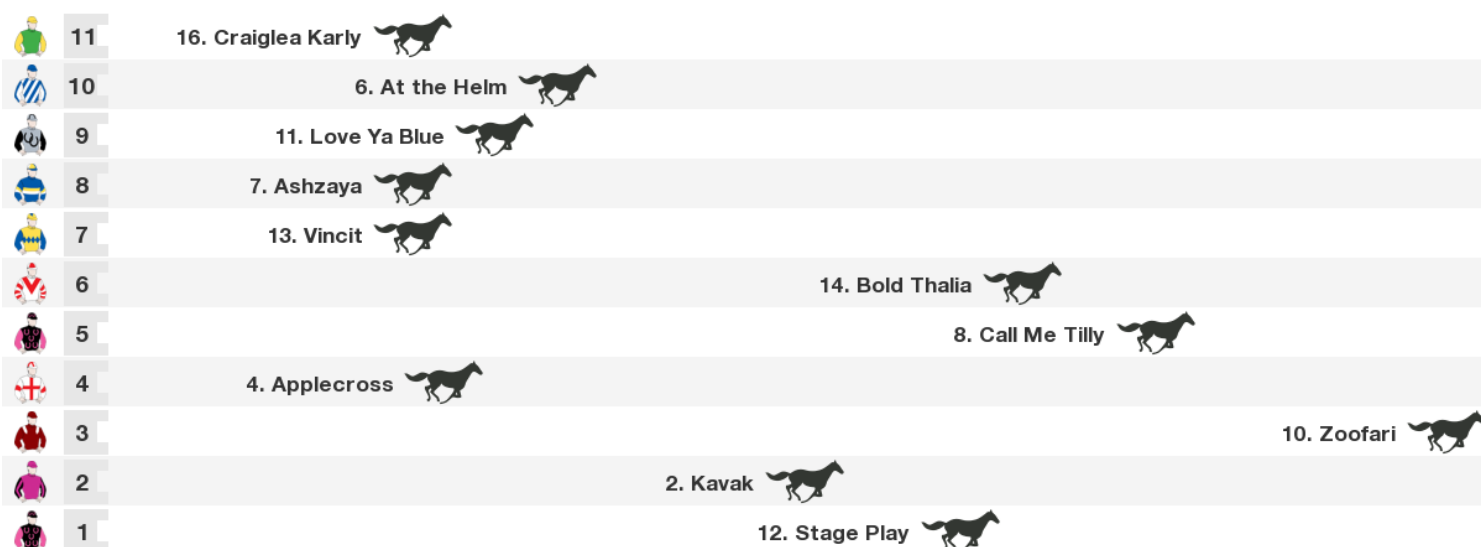 11 16. Craiglea Karly
10 6. At the Helm
9 11. Love Ya Blue
8 7. Ashzaya
7 13. Vincit
6 14. Bold Thalia
5 8. Call Me Tilly
4 4. Applecross
3 10. Zoofari
2 2. Kavak
1 12. Stage Play